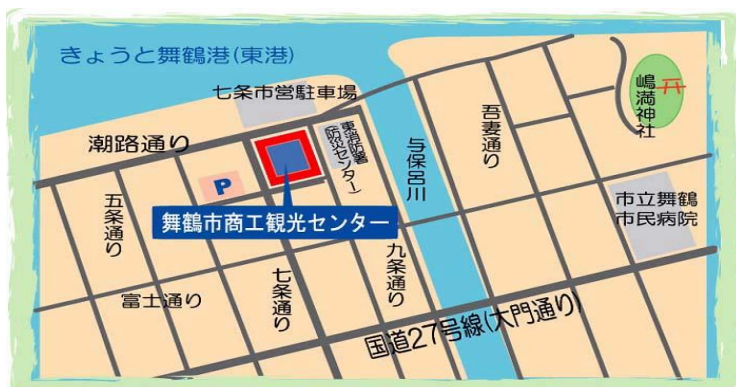 きょうと舞鶴港(東港)
七条市営駐車場
嶋満神社
潮路通り
東消防署
(防災センター)
吾妻通り
与保呂川
P
五条通り
市立舞鶴
市民病院
舞鶴市商工観光センター
富士通り
七条通り
九条通り
国道27号線(大門通り)